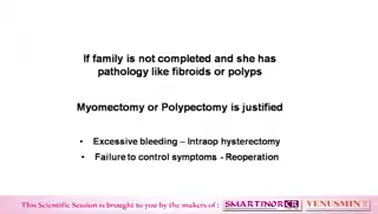 If family is not completed and she has
pathology like fibroids or polyps
Myomectomy or Polypectomy is justified
• Excessive bleeding – Intraop hysterectomy
• Failure to control symptoms - Reoperation
This Scientific Session is brought to you by the makers of : SMARTINOR CR | VENUSMIN